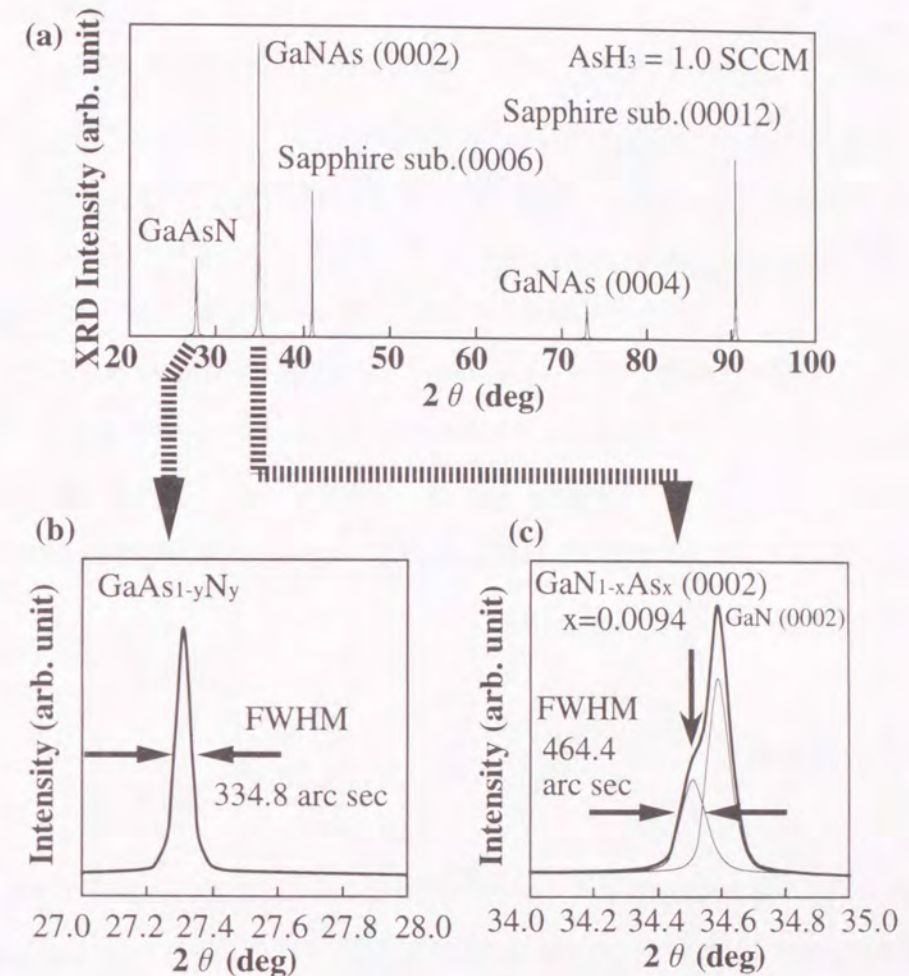 (a)
XRD Intensity (arb. unit)
GaNAs (0002)
AsH₃ = 1.0 SCCM
Sapphire sub.(00012)
Sapphire sub.(0006)
GaAsN
GaNAs (0004)
20 30 40 50 60 70 80 90 100
2 θ (deg)
(b)
Intensity (arb. unit)
GaAs₁₋yNy
FWHM
334.8 arc sec
27.0 27.2 27.4 27.6 27.8 28.0
2 θ (deg)
(c)
Intensity (arb. unit)
GaN₁₋ₓAsₓ (0002)
x=0.0094
GaN (0002)
FWHM
464.4
arc sec
34.0 34.2 34.4 34.6 34.8 35.0
2 θ (deg)